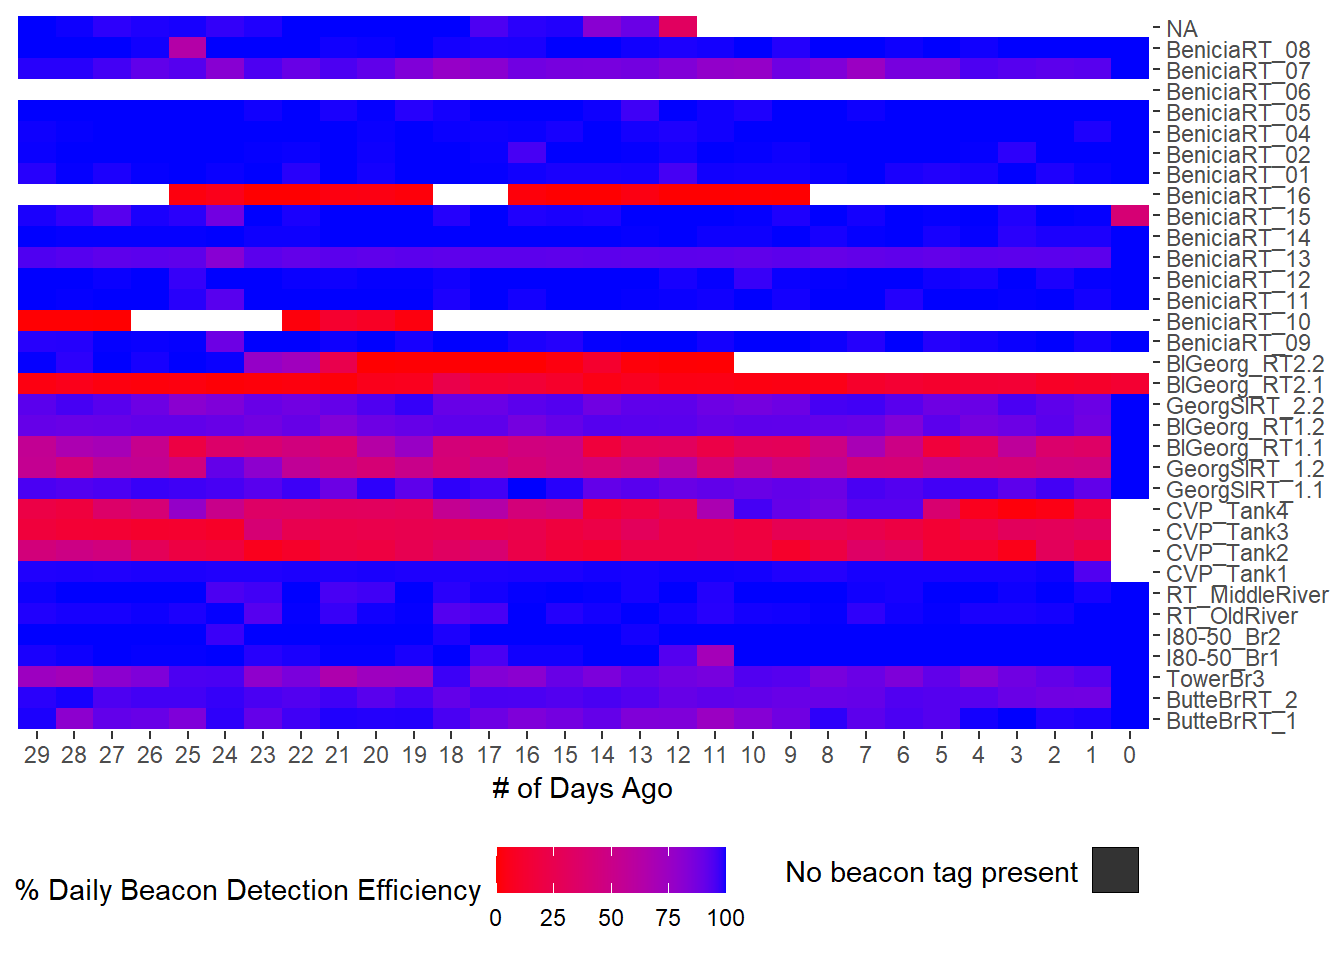 NA
BeniciaRT_08
BeniciaRT_07
BeniciaRT_06
BeniciaRT_05
BeniciaRT_04
BeniciaRT_02
BeniciaRT_01
BeniciaRT_16
BeniciaRT_15
BeniciaRT_14
BeniciaRT_13
BeniciaRT_12
BeniciaRT_11
BeniciaRT_10
BeniciaRT_09
BlGeorg_RT2.2
BlGeorg_RT2.1
GeorgSlRT_2.2
BlGeorg_RT1.2
BlGeorg_RT1.1
GeorgSlRT_1.2
GeorgSlRT_1.1
CVP_Tank4
CVP_Tank3
CVP_Tank2
CVP_Tank1
RT_MiddleRiver
RT_OldRiver
I80-50_Br2
I80-50_Br1
TowerBr3
ButteBrRT_2
ButteBrRT_1
29 28 27 26 25 24 23 22 21 20 19 18 17 16 15 14 13 12 11 10 9 8 7 6 5 4 3 2 1 0
# of Days Ago
% Daily Beacon Detection Efficiency
0 25 50 75 100
No beacon tag present